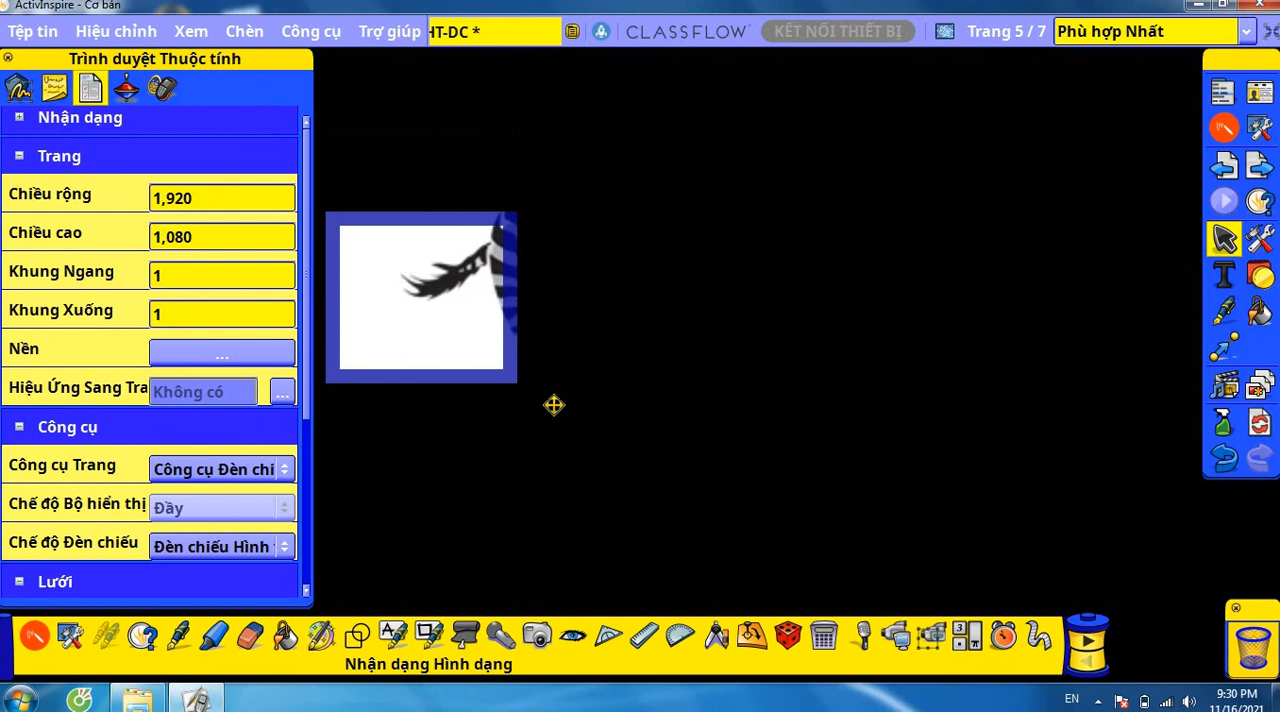 ActivInspire - Cơ bản
Tệp tin Hiệu chỉnh Xem Chèn Công cụ Trợ giúp HT-DC * CLASSFLOW KẾT NỐI THIẾT BỊ Trang 5 / 7 Phù hợp Nhất
Trình duyệt Thuộc tính
Nhận dạng
Trang
Chiều rộng 1,920
Chiều cao 1,080
Khung Ngang 1
Khung Xuống 1
Nền ...
Hiệu Ứng Sang Tra Không có ...
Công cụ
Công cụ Trang Công cụ Đèn chi
Chế độ Bộ hiển thị Đầy
Chế độ Đèn chiếu Đèn chiếu Hình
Lưới
Nhận dạng Hình dạng
EN 9:30 PM
11/16/2021